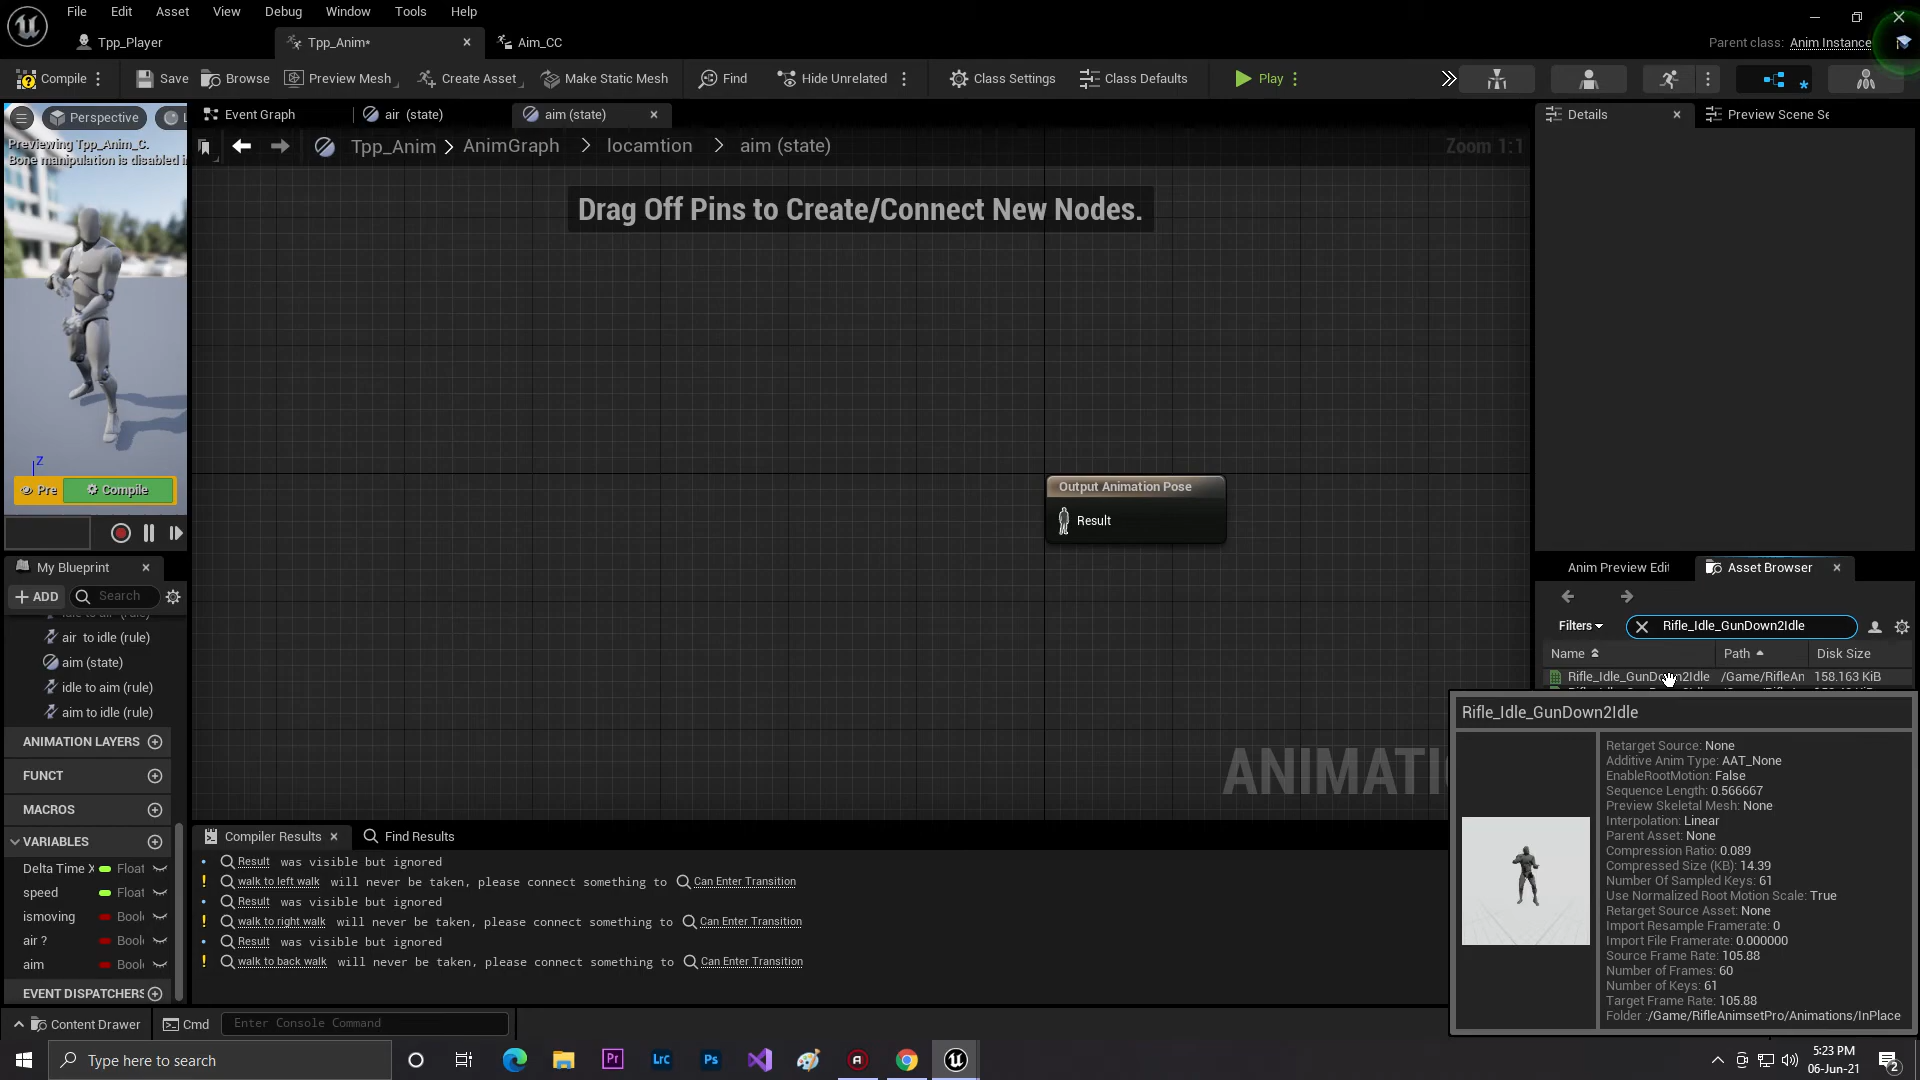 File Edit Asset View Debug Window Tools Help
Tpp_Player Tpp_Anim* Aim_CC Parent class: Anim Instance
Compile Save Browse Preview Mesh Create Asset Make Static Mesh Find Hide Unrelated Class Settings Class Defaults Play
Perspective L
Previewing Tpp_Anim_C.
Bone manipulation is disabled i
Event Graph air (state) aim (state) Details Preview Scene Se
Tpp_Anim > AnimGraph > locamtion > aim (state) Zoom 1:1
Drag Off Pins to Create/Connect New Nodes.
Z
Pre Compile
Output Animation Pose
Result
ANIMATI
My Blueprint
ADD Search
air to idle (rule)
aim (state)
idle to aim (rule)
aim to idle (rule)
ANIMATION LAYERS
FUNCT
MACROS
VARIABLES
Delta Time X Float
speed Float
ismoving Bool
air ? Bool
aim Bool
EVENT DISPATCHERS
Compiler Results Find Results
Result was visible but ignored
! walk to left walk will never be taken, please connect something to Can Enter Transition
Result was visible but ignored
! walk to right walk will never be taken, please connect something to Can Enter Transition
Result was visible but ignored
! walk to back walk will never be taken, please connect something to Can Enter Transition
Anim Preview Edit Asset Browser
Filters Rifle_Idle_GunDown2Idle
Name Path Disk Size
Rifle_Idle_GunDown2Idle /Game/RifleAn 158.163 KiB
Rifle_Idle_GunDown2Idle
Retarget Source: None
Additive Anim Type: AAT_None
EnableRootMotion: False
Sequence Length: 0.566667
Preview Skeletal Mesh: None
Interpolation: Linear
Parent Asset: None
Compression Ratio: 0.089
Compressed Size (KB): 14.39
Number Of Sampled Keys: 61
Use Normalized Root Motion Scale: True
Retarget Source Asset: None
Import Resample Framerate: 0
Import File Framerate: 0.000000
Source Frame Rate: 105.88
Number of Frames: 60
Number of Keys: 61
Target Frame Rate: 105.88
Folder :/Game/RifleAnimsetPro/Animations/InPlace
Content Drawer Cmd Enter Console Command
Type here to search Pr Lrc Ps 5:23 PM
06-Jun-21 2